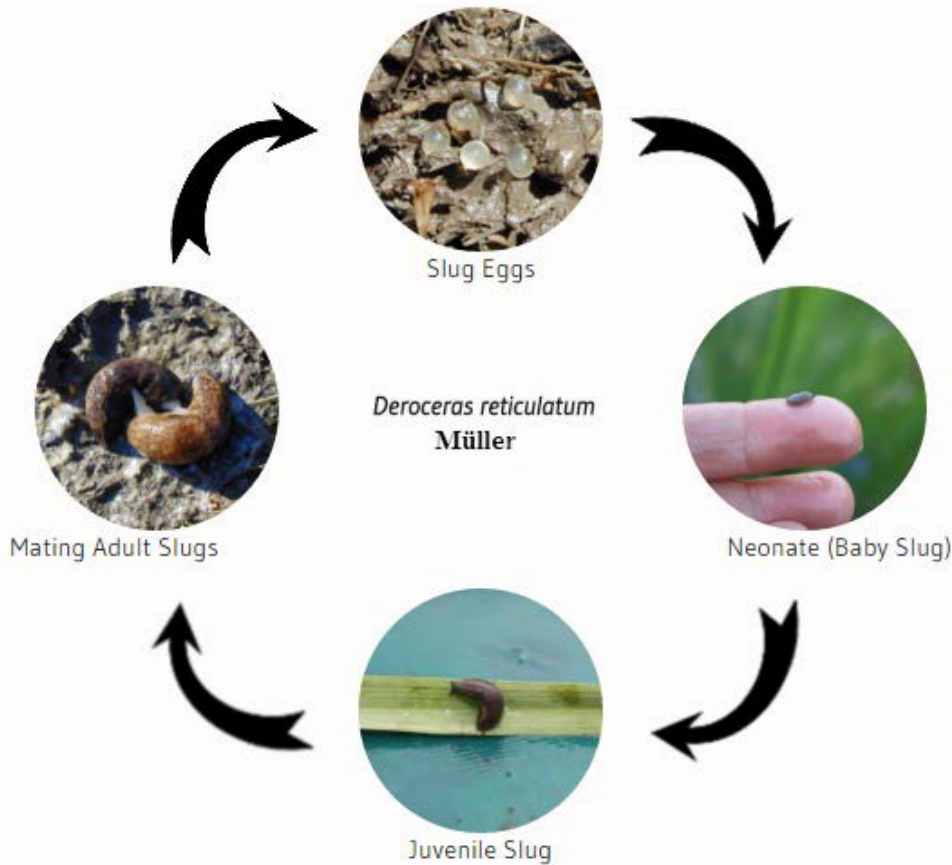 Slug Eggs
Deroceras reticulatum
Müller
Mating Adult Slugs
Neonate (Baby Slug)
Juvenile Slug